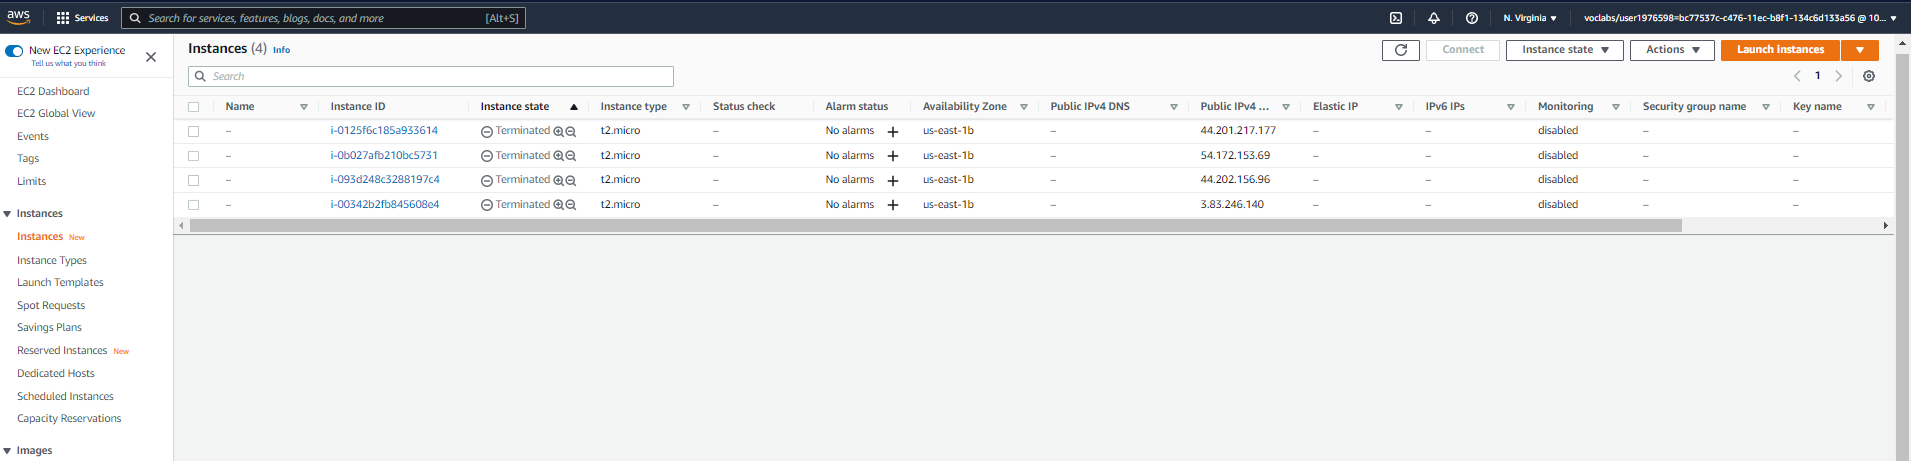 aws Services Search for services, features, blogs, docs, and more [Alt+S] N. Virginia voclabs/user1976598=bc77537c-c476-11ec-b8f1-134c6d133a56 @ 10...
New EC2 Experience
Tell us what you think
EC2 Dashboard
EC2 Global View
Events
Tags
Limits
Instances
Instances New
Instance Types
Launch Templates
Spot Requests
Savings Plans
Reserved Instances New
Dedicated Hosts
Scheduled Instances
Capacity Reservations
Images
Instances (4) Info Connect Instance state Actions Launch Instances
Search 1
Name Instance ID Instance state Instance type Status check Alarm status Availability Zone Public IPv4 DNS Public IPv4 ... Elastic IP IPv6 IPs Monitoring Security group name Key name
– i-0125f6c185a933614 Terminated t2.micro – No alarms + us-east-1b – 44.201.217.177 – – disabled – –
– i-0b027afb210bc5731 Terminated t2.micro – No alarms + us-east-1b – 54.172.153.69 – – disabled – –
– i-093d248c3288197c4 Terminated t2.micro – No alarms + us-east-1b – 44.202.156.96 – – disabled – –
– i-00342b2fb845608e4 Terminated t2.micro – No alarms + us-east-1b – 3.83.246.140 – – disabled – –